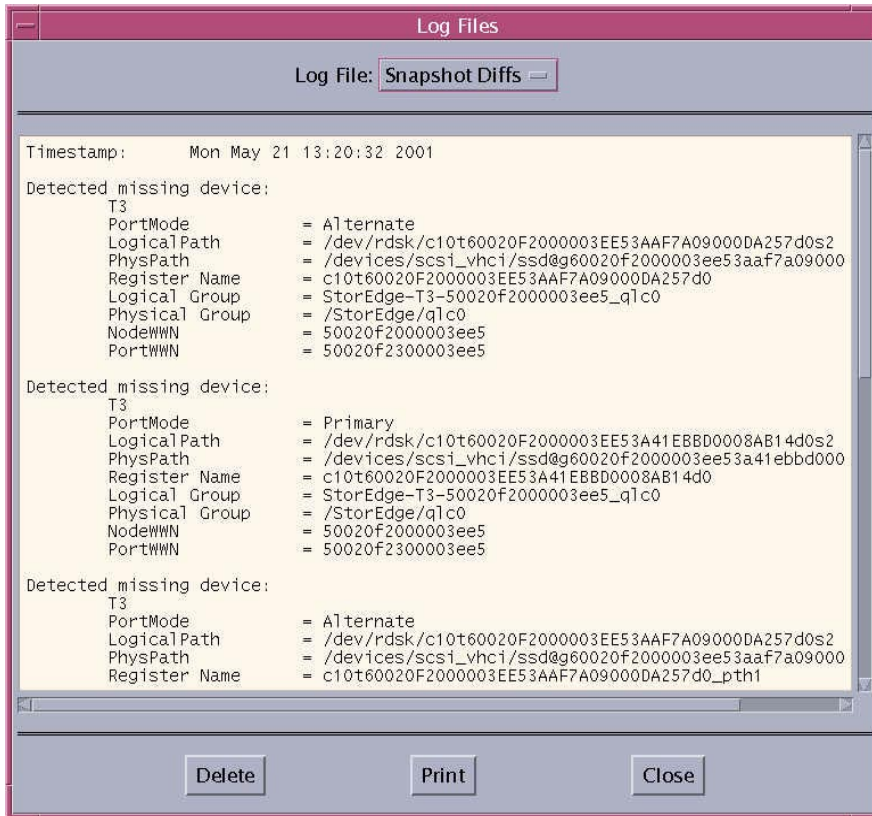 Log Files
Log File: Snapshot Diffs
Timestamp: Mon May 21 13:20:32 2001
Detected missing device:
T3
PortMode = Alternate
LogicalPath = /dev/rdsk/c10t60020F2000003EE53AAF7A09000DA257d0s2
PhysPath = /devices/scsi_vhci/ssd@g60020f2000003ee53aaf7a09000
Register Name = c10t60020F2000003EE53AAF7A09000DA257d0
Logical Group = StorEdge-T3-50020f2000003ee5_qlc0
Physical Group = /StorEdge/qlc0
NodeWWN = 50020f2000003ee5
PortWWN = 50020f2300003ee5
Detected missing device:
T3
PortMode = Primary
LogicalPath = /dev/rdsk/c10t60020F2000003EE53A41EBBD0008AB14d0s2
PhysPath = /devices/scsi_vhci/ssd@g60020f2000003ee53a41ebbd000
Register Name = c10t60020F2000003EE53A41EBBD0008AB14d0
Logical Group = StorEdge-T3-50020f2000003ee5_qlc0
Physical Group = /StorEdge/qlc0
NodeWWN = 50020f2000003ee5
PortWWN = 50020f2300003ee5
Detected missing device:
T3
PortMode = Alternate
LogicalPath = /dev/rdsk/c10t60020F2000003EE53AAF7A09000DA257d0s2
PhysPath = /devices/scsi_vhci/ssd@g60020f2000003ee53aaf7a09000
Register Name = c10t60020F2000003EE53AAF7A09000DA257d0_pth1
Delete Print Close